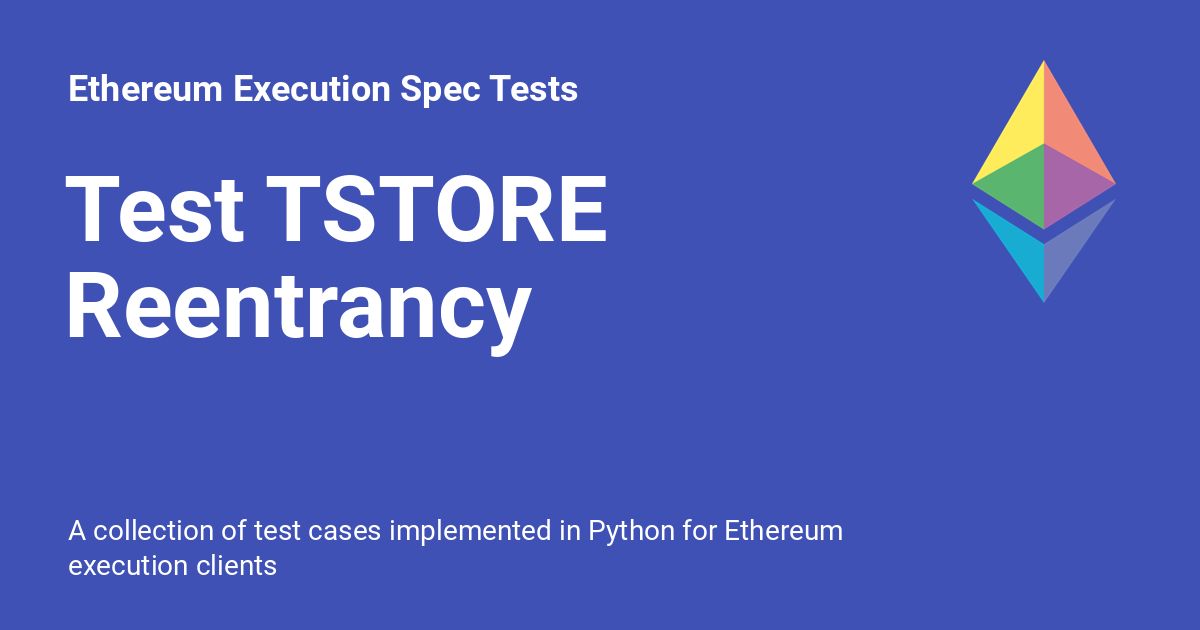 Ethereum Execution Spec Tests
Test TSTORE
Reentrancy
A collection of test cases implemented in Python for Ethereum
execution clients